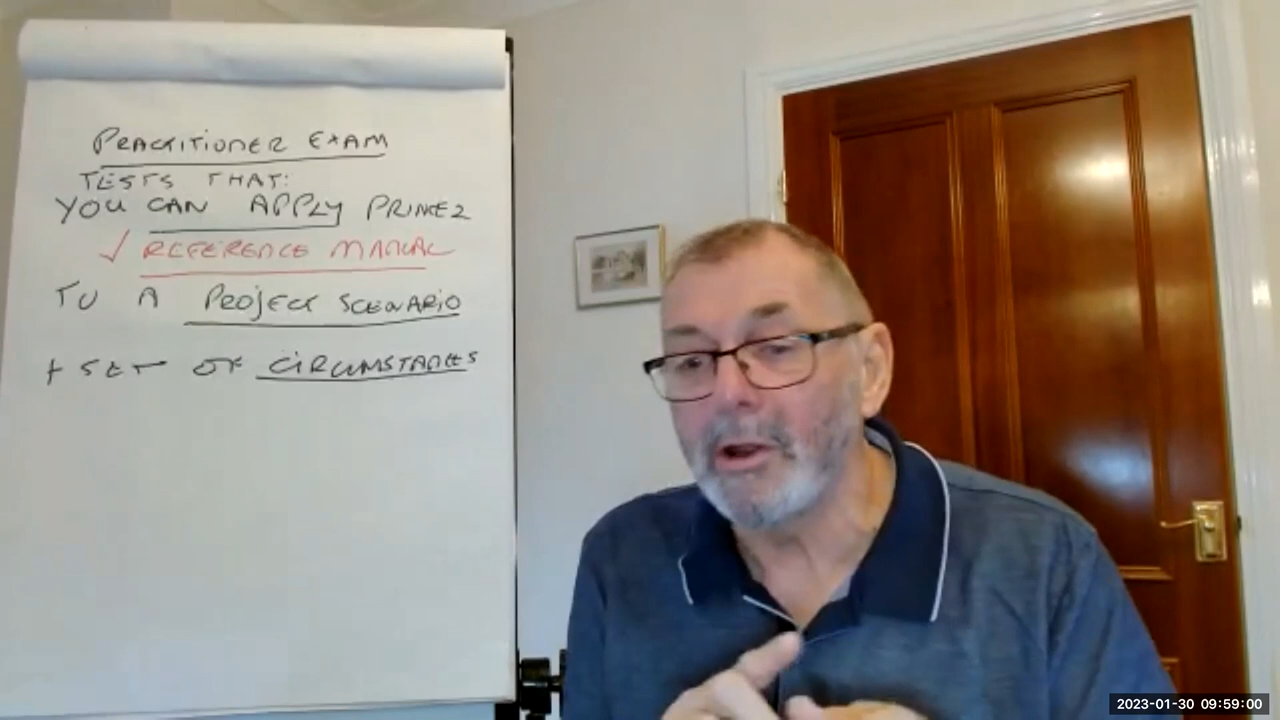 PRACTITIONER EXAM
TESTS THAT:
YOU CAN APPLY PRINCE2
✓ REFERENCE MANUAL
TO A PROJECT SCENARIO
+ SET OF CIRCUMSTANCES
2023-01-30 09:59:00